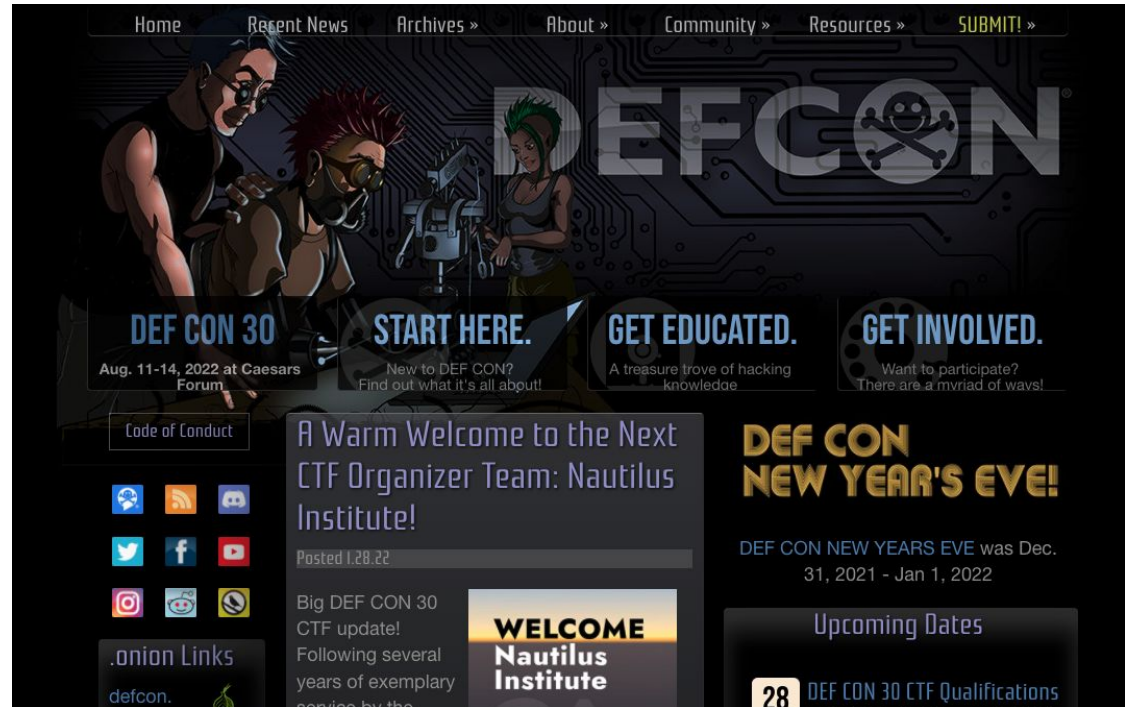 Home Recent News Archives » About » Community » Resources » SUBMIT! »
DEFCON®
DEF CON 30
Aug. 11-14, 2022 at Caesars
Forum
START HERE.
New to DEF CON?
Find out what it's all about!
GET EDUCATED.
A treasure trove of hacking
knowledge
GET INVOLVED.
Want to participate?
There are a myriad of ways!
Code of Conduct
.onion Links
defcon.
A Warm Welcome to the Next
CTF Organizer Team: Nautilus
Institute!
Posted 1.28.22
Big DEF CON 30
CTF update!
Following several
years of exemplary
service by the
WELCOME
Nautilus
Institute
DEF CON
NEW YEAR'S EVE!
DEF CON NEW YEARS EVE was Dec.
31, 2021 - Jan 1, 2022
Upcoming Dates
28 DEF CON 30 CTF Qualifications